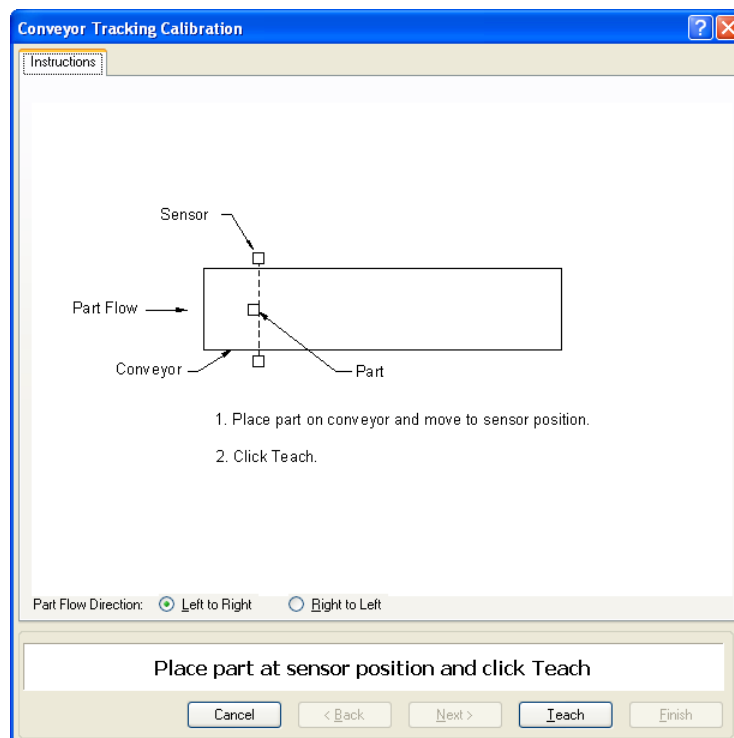 Conveyor Tracking Calibration
Instructions
Sensor
Part Flow
Conveyor
Part
1. Place part on conveyor and move to sensor position.
2. Click Teach.
Part Flow Direction: Left to Right Right to Left
Place part at sensor position and click Teach
Cancel < Back Next > Teach Finish